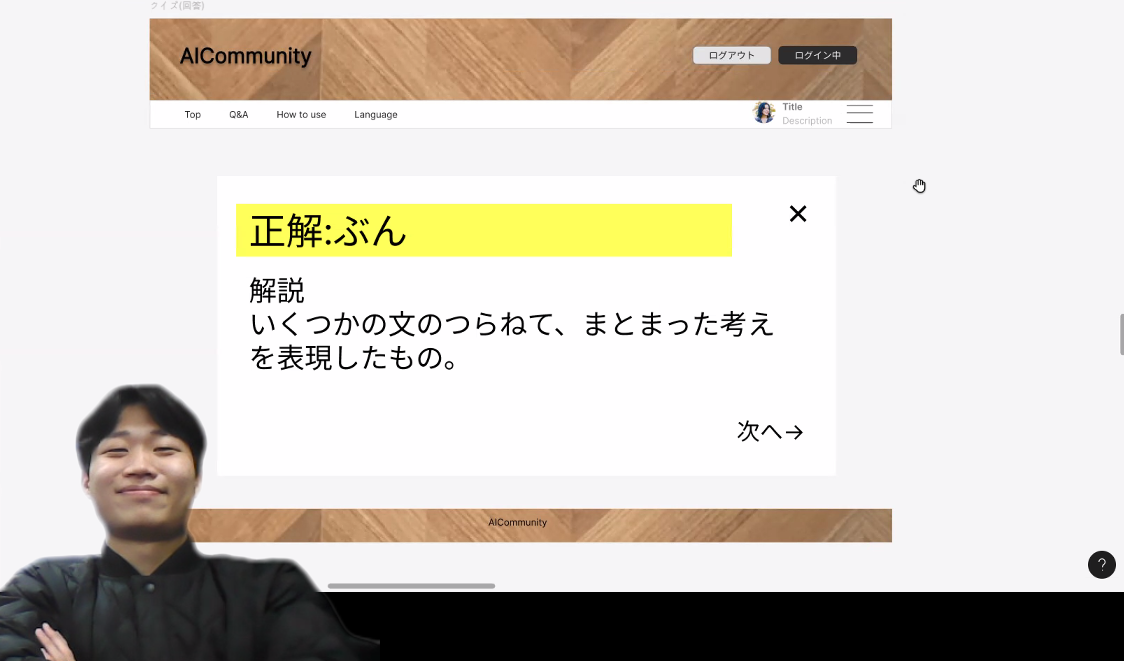 クイズ(回答)
AICommunity
ログアウト
ログイン中
Top
Q&A
How to use
Language
Title
Description
正解:ぶん
解説
いくつかの文のつらねて、まとまった考え
を表現したもの。
次へ→
AICommunity
?